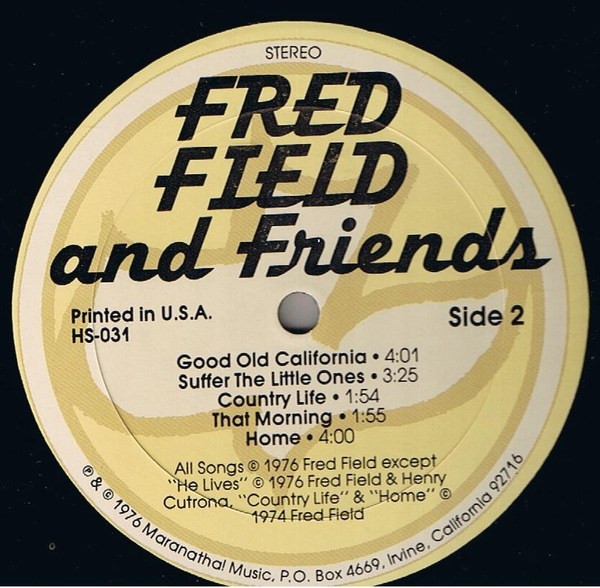 STEREO
FRED
FIELD
and Friends
Printed in U.S.A.
HS-031
Side 2
Good Old California • 4:01
Suffer The Little Ones • 3:25
Country Life • 1:54
That Morning • 1:55
Home • 4:00
All Songs © 1976 Fred Field except
"He Lives" © 1976 Fred Field & Henry
Cutrona, "Country Life" & "Home" ©
1974 Fred Field
℗ & © 1976 Maranatha! Music, P.O. Box 4669, Irvine, California 92716